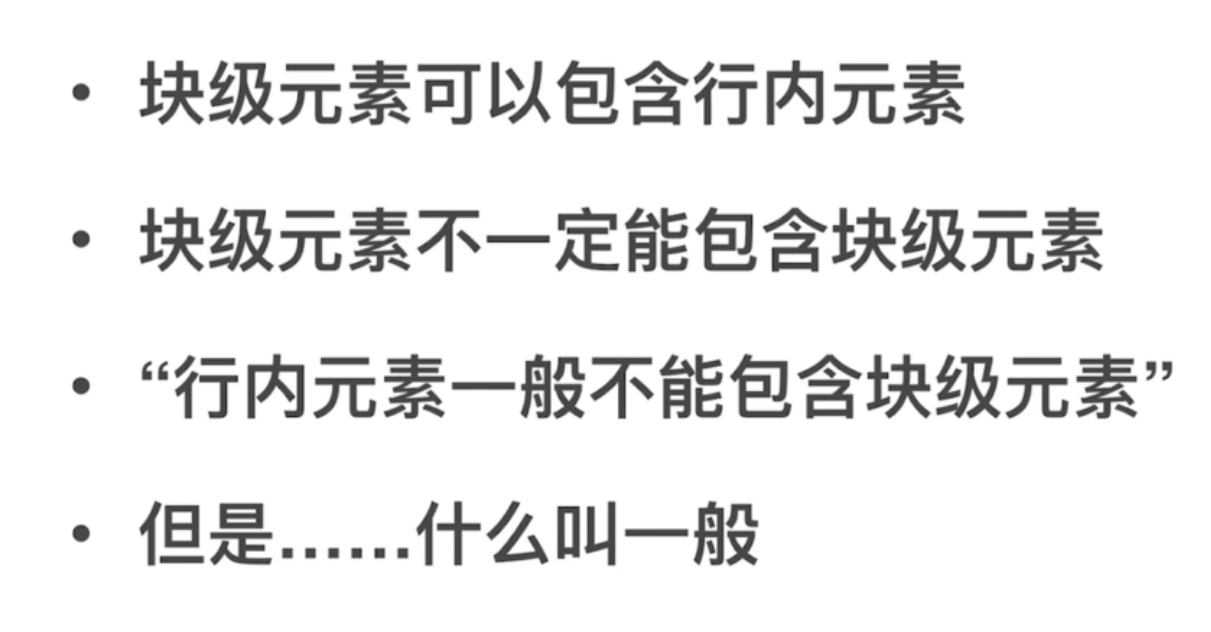 • 块级元素可以包含行内元素
• 块级元素不一定能包含块级元素
• “行内元素一般不能包含块级元素”
• 但是……什么叫一般